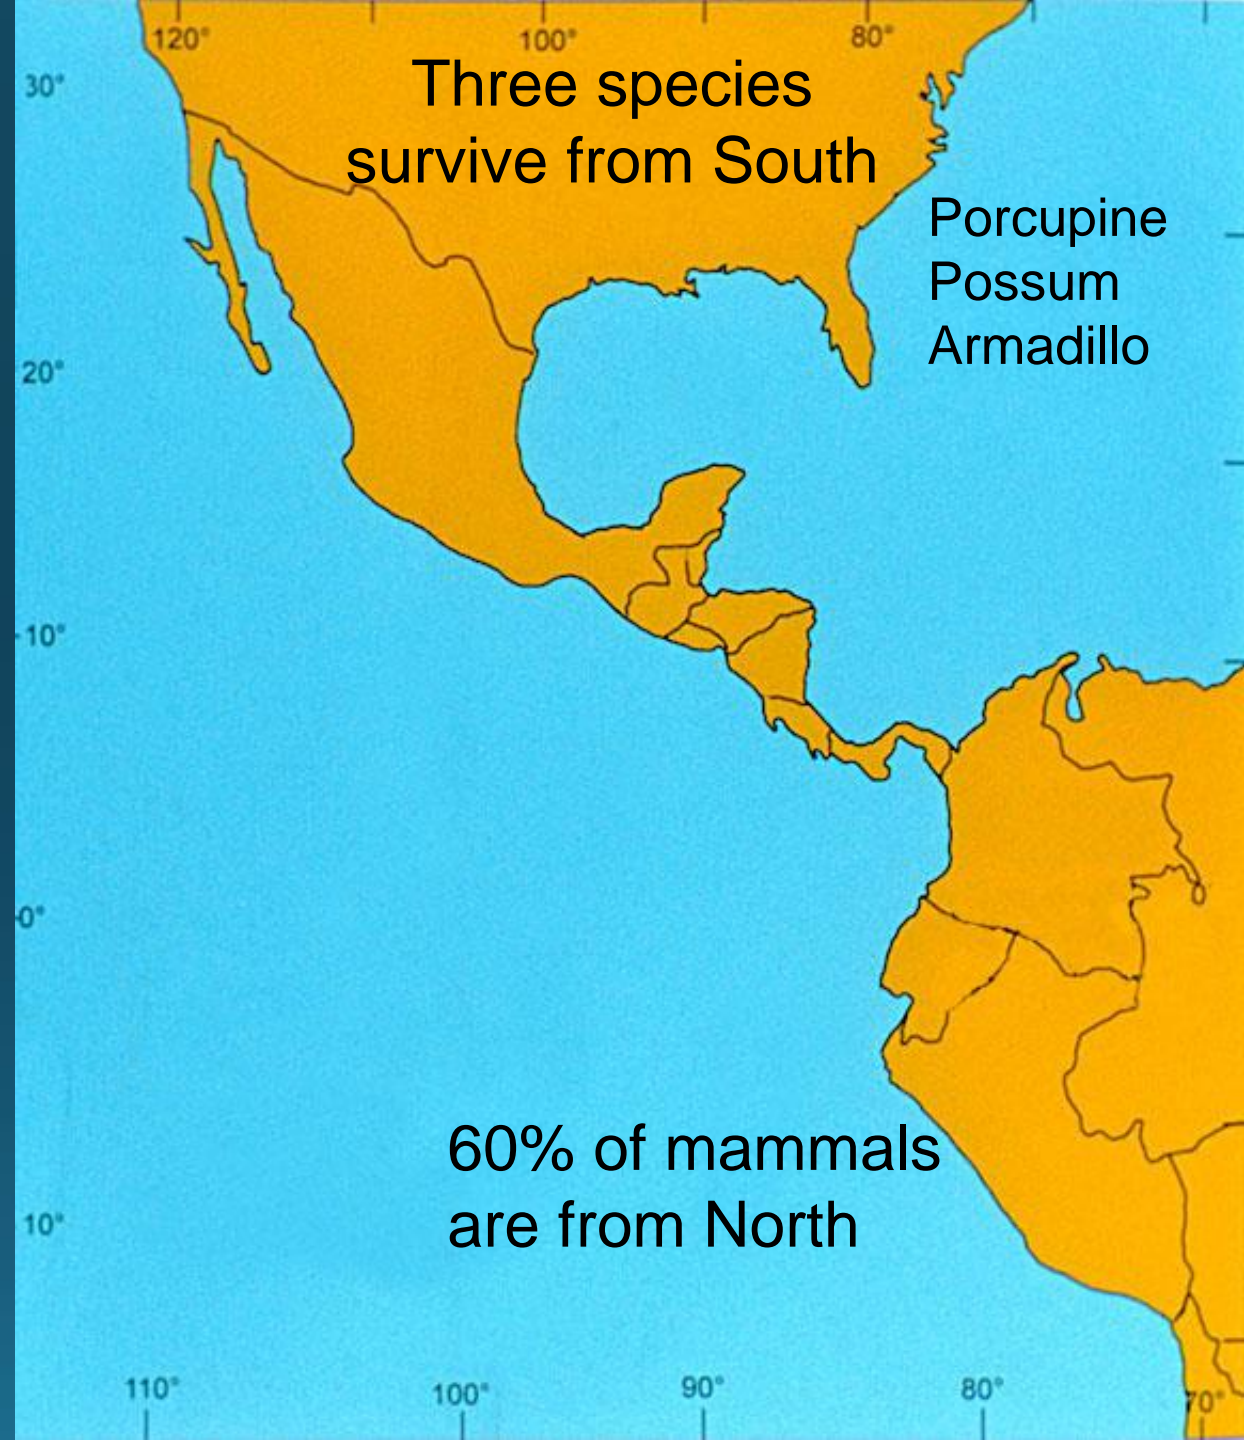 120° 100° 80°
30°
Three species
survive from South
Porcupine
Possum
Armadillo
20°
10°
0°
60% of mammals
are from North
10°
110° 100° 90° 80° 70°